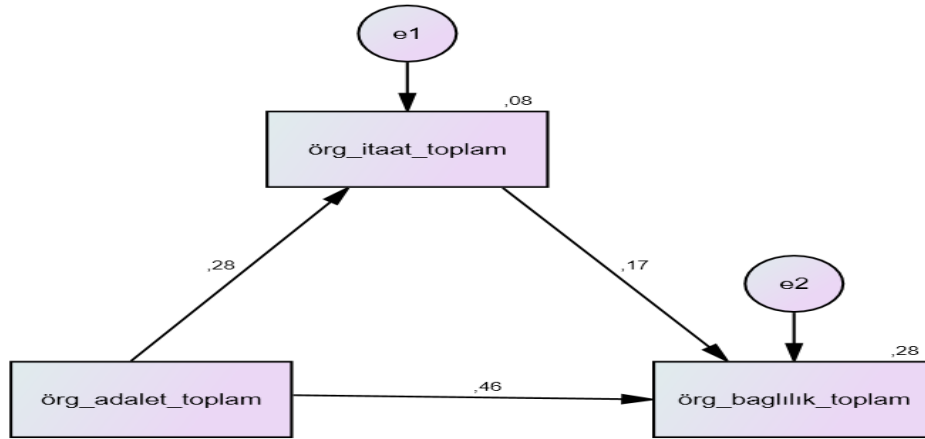 e1
,08
örg_itaat_toplam
,28
,17
e2
,28
örg_adalet_toplam
,46
örg_baglılık_toplam